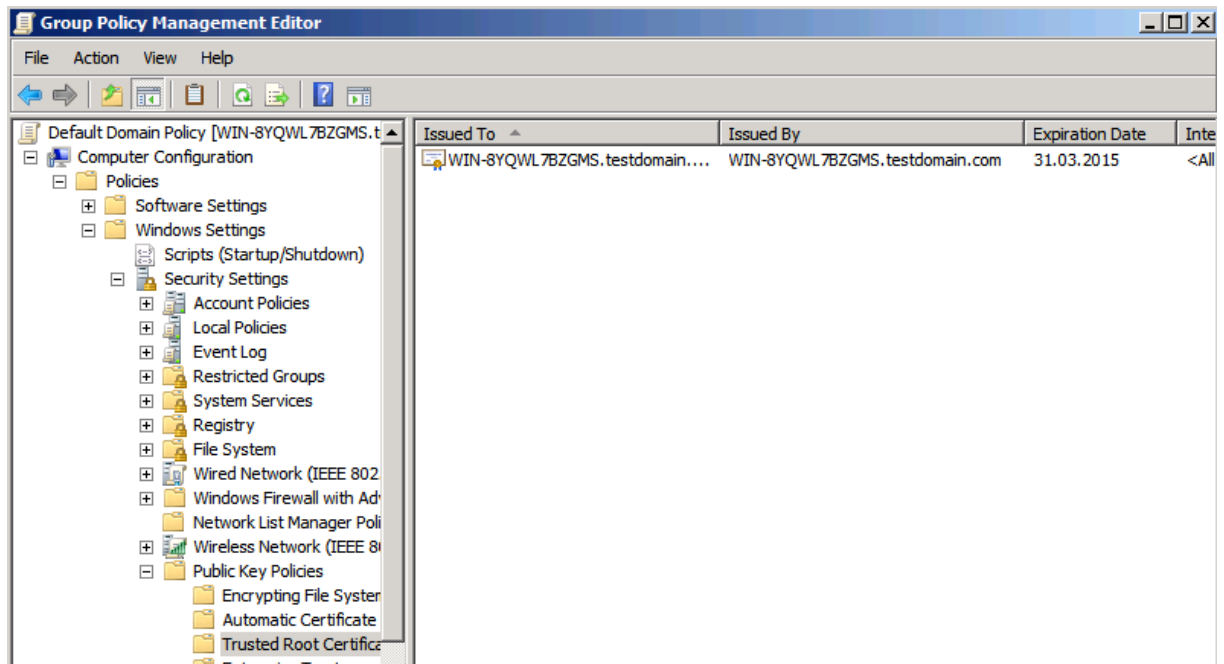 Group Policy Management Editor
File Action View Help
Default Domain Policy [WIN-8YQWL7BZGMS.t
Computer Configuration
Policies
Software Settings
Windows Settings
Scripts (Startup/Shutdown)
Security Settings
Account Policies
Local Policies
Event Log
Restricted Groups
System Services
Registry
File System
Wired Network (IEEE 802.
Windows Firewall with Adv
Network List Manager Poli
Wireless Network (IEEE 80
Public Key Policies
Encrypting File System
Automatic Certificate
Trusted Root Certifica
Issued To Issued By Expiration Date Inte
WIN-8YQWL7BZGMS.testdomain.... WIN-8YQWL7BZGMS.testdomain.com 31.03.2015 <All